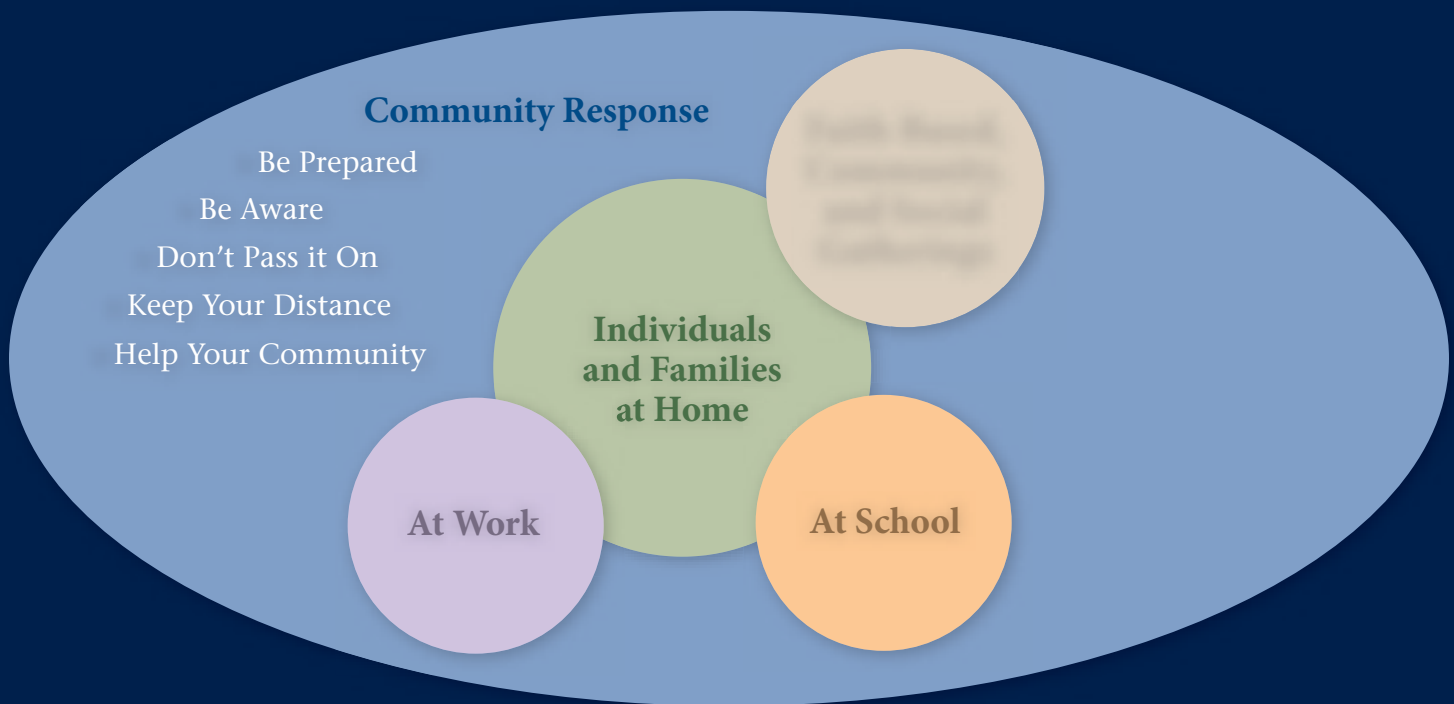 Community Response
Be Prepared
Be Aware
Don't Pass it On
Keep Your Distance
Help Your Community
Individuals
and Families
at Home
At Work
At School